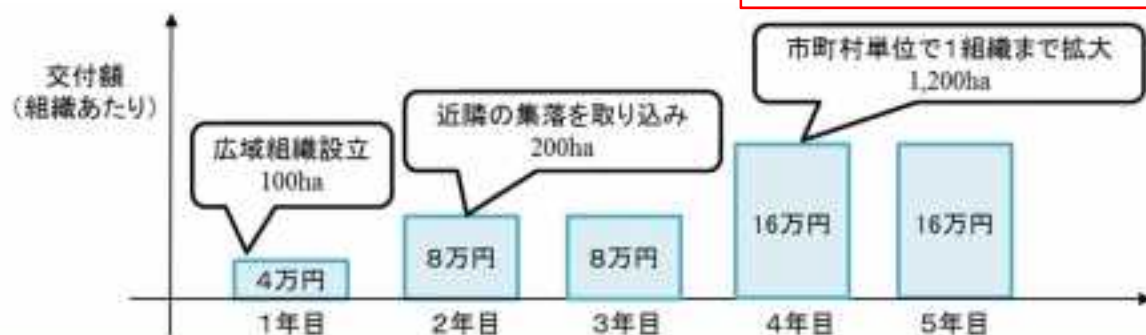 交付額
（組織あたり）
広域組織設立
100ha
近隣の集落を取り込み
200ha
市町村単位で1組織まで拡大
1,200ha
4万円
8万円
8万円
16万円
16万円
1年目
2年目
3年目
4年目
5年目